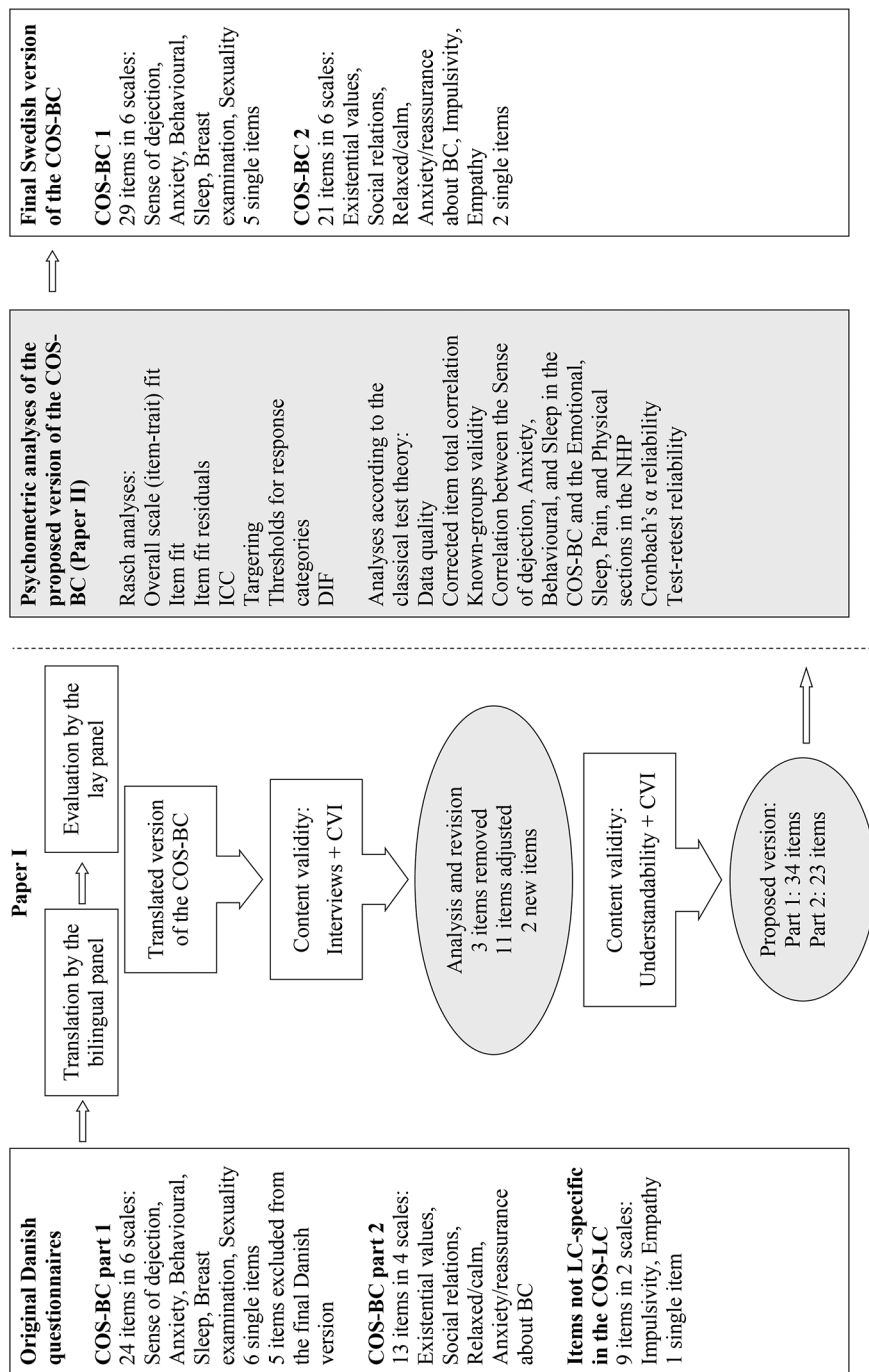 Original Danish
questionnaires
COS-BC part 1
24 items in 6 scales:
Sense of dejection,
Anxiety, Behavioural,
Sleep, Breast
examination, Sexuality
6 single items
5 items excluded from
the final Danish
version
COS-BC part 2
13 items in 4 scales:
Existential values,
Social relations,
Relaxed/calm,
Anxiety/reassurance
about BC
Items not LC-specific
in the COS-LC
9 items in 2 scales:
Impulsivity, Empathy
1 single item
Paper I
Translation by the
bilingual panel
Evaluation by the
lay panel
Translated version
of the COS-BC
Content validity:
Interviews + CVI
Analysis and revision
3 items removed
11 items adjusted
2 new items
Content validity:
Understandability + CVI
Proposed version:
Part 1: 34 items
Part 2: 23 items
Psychometric analyses of the
proposed version of the COS-
BC (Paper II)
Rasch analyses:
Overall scale (item-trait) fit
Item fit
Item fit residuals
ICC
Targering
Thresholds for response
categories
DIF
Analyses according to the
classical test theory:
Data quality
Corrected item total correlation
Known-groups validity
Correlation between the Sense
of dejection, Anxiety,
Behavioural, and Sleep in the
COS-BC and the Emotional,
Sleep, Pain, and Physical
sections in the NHP
Cronbach’s α reliability
Test-retest reliability
Final Swedish version
of the COS-BC
COS-BC 1
29 items in 6 scales:
Sense of dejection,
Anxiety, Behavioural,
Sleep, Breast
examination, Sexuality
5 single items
COS-BC 2
21 items in 6 scales:
Existential values,
Social relations,
Relaxed/calm,
Anxiety/reassurance
about BC, Impulsivity,
Empathy
2 single items